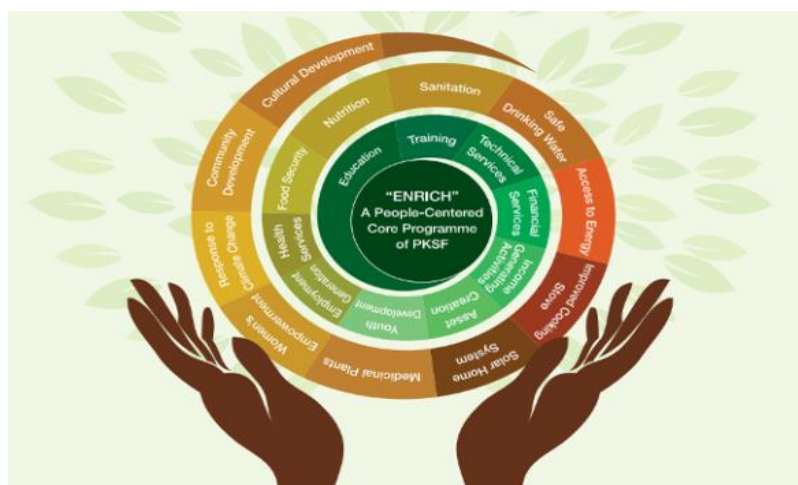 "ENRICH"
A People-Centered
Core Programme
of PKSF
Education
Training
Technical
Services
Financial
Services
Income
Generating
Activities
Asset
Creation
Youth
Development
Employment
Generation
Health
Services
Food Security
Nutrition
Sanitation
Safe
Drinking Water
Access to Energy
Improved Cooking
Stove
Solar Home
System
Medicinal Plants
Women's
Empowerment
Response to
Climate Change
Community
Development
Cultural Development